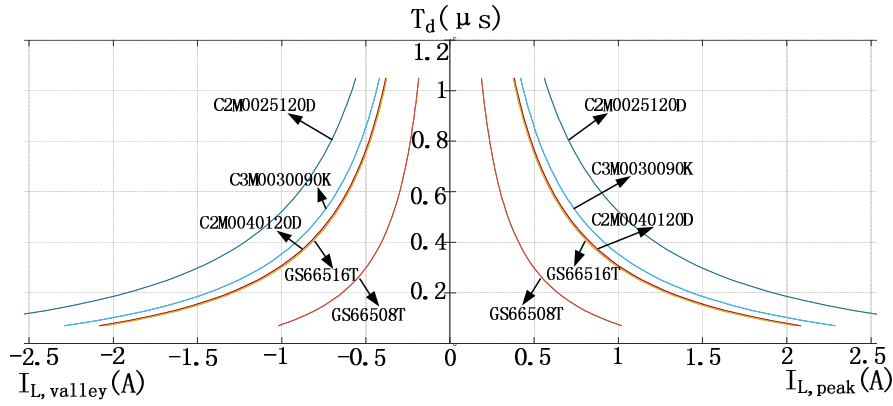 T_d(μs)
1.2
C2M0025120D
1
C2M0025120D
0.8
C3M0030090K
C3M0030090K
0.6
C2M0040120D
C2M0040120D
0.4
GS66516T
GS66516T
GS66508T
0.2
GS66508T
-2.5 -2 -1.5 -1 -0.5 0 0.5 1 1.5 2 2.5
I_L,valley(A) I_L,peak(A)